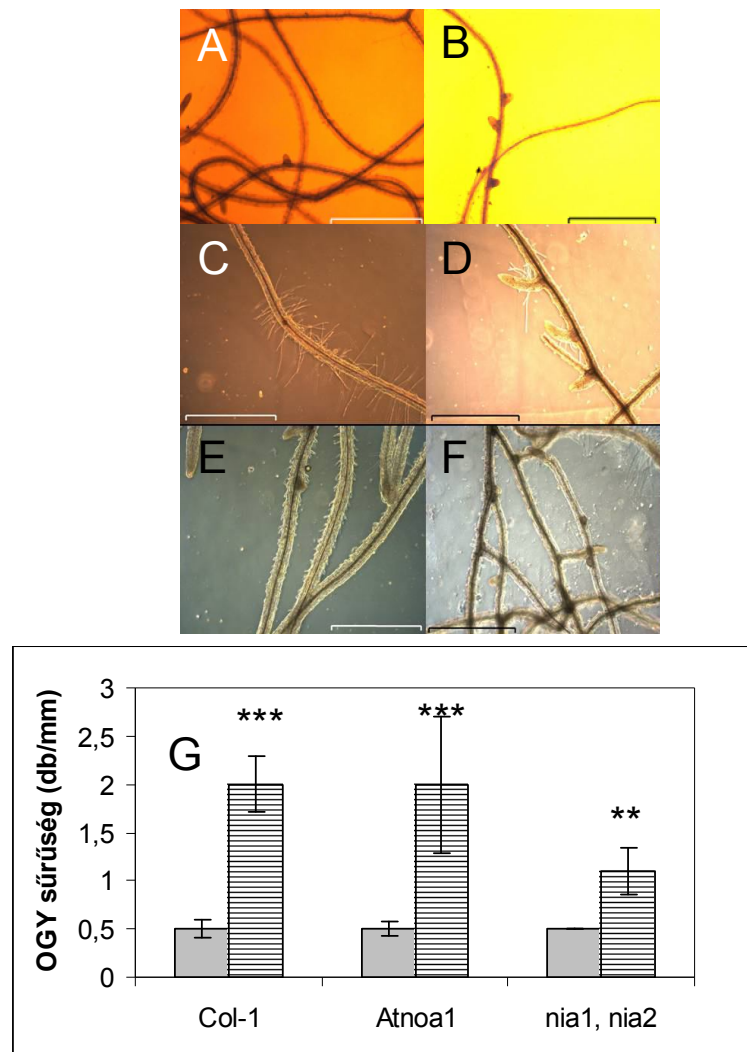 A B
C D
E F
G
OGY sűrűség (db/mm)
3
2,5
2
1,5
1
0,5
0
*** *** **
Col-1 Atnoa1 nia1, nia2